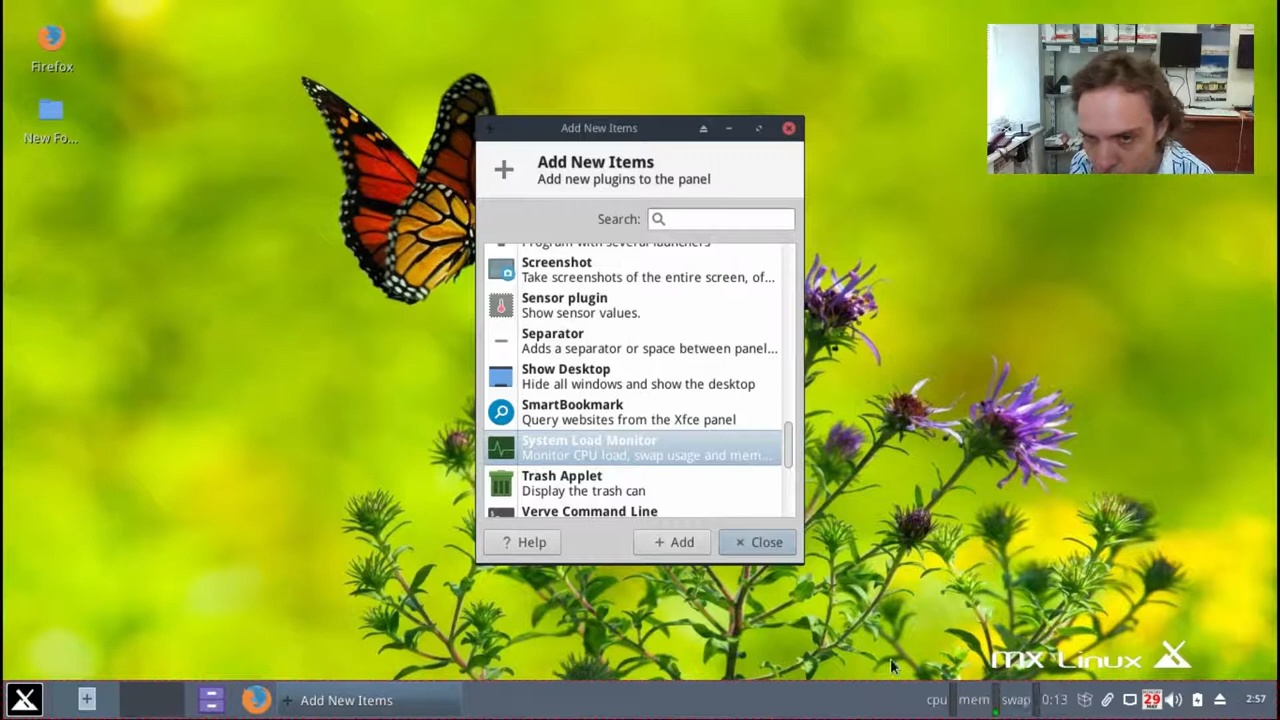 Firefox
New Fo...
Add New Items
Add New Items
Add new plugins to the panel
Search:
Program with several launchers
Screenshot
Take screenshots of the entire screen, of...
Sensor plugin
Show sensor values.
Separator
Adds a separator or space between panel...
Show Desktop
Hide all windows and show the desktop
SmartBookmark
Query websites from the Xfce panel
System Load Monitor
Monitor CPU load, swap usage and mem...
Trash Applet
Display the trash can
Verve Command Line
Help
Add
Close
MX Linux
Add New Items
cpu
mem
swap
0:13
29
2:57